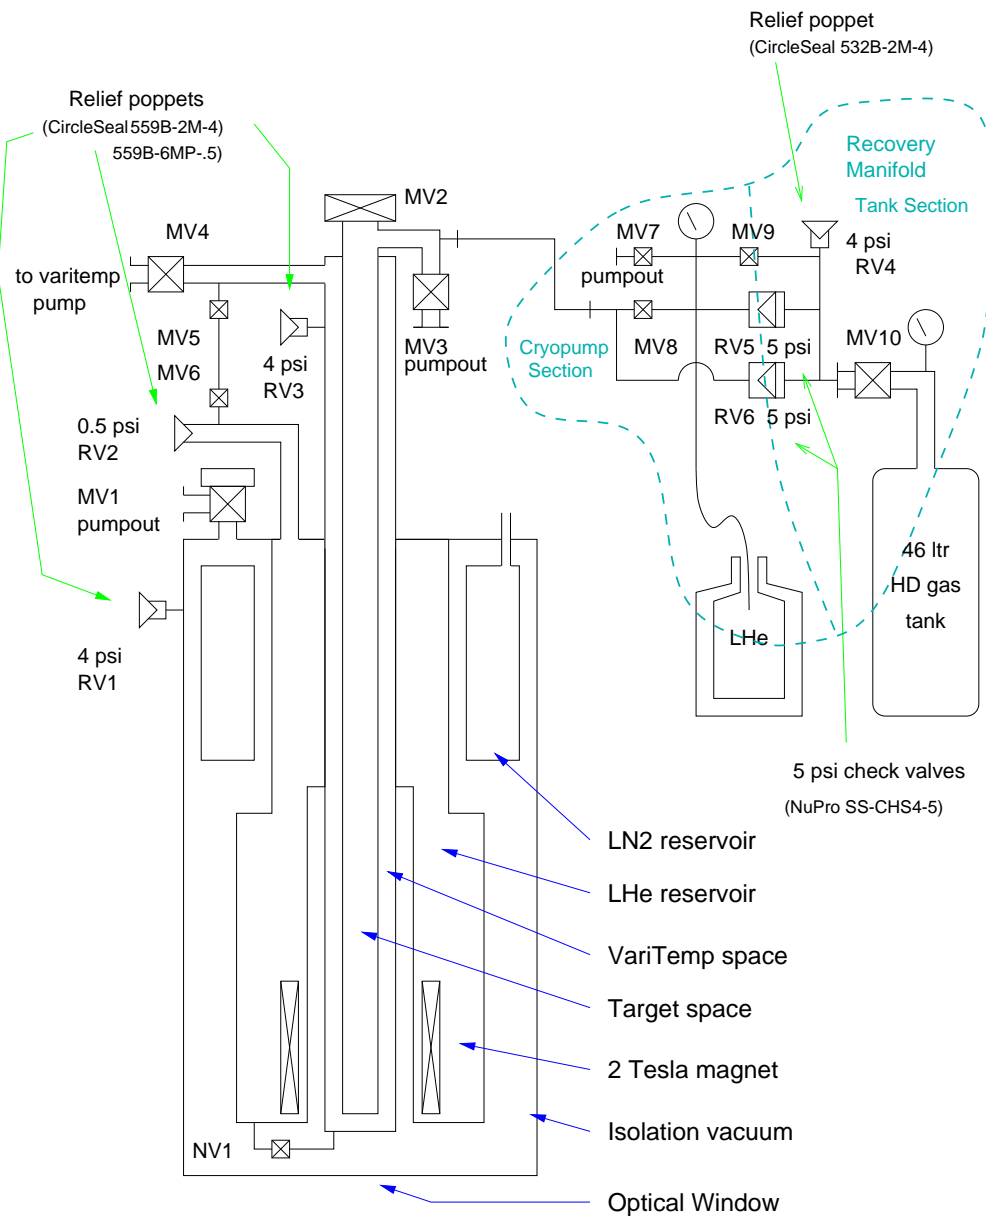 Relief poppet
(CircleSeal 532B-2M-4)
Relief poppets
(CircleSeal 559B-2M-4)
559B-6MP-.5)
Recovery
Manifold
Tank Section
MV2
MV4
MV7
MV9
4 psi
RV4
to varitemp
pump
pumpout
MV5
MV6
4 psi
RV3
MV3
pumpout
Cryopump
Section
MV8
RV5 5 psi
MV10
RV6 5 psi
0.5 psi
RV2
MV1
pumpout
46 ltr
HD gas
tank
LHe
4 psi
RV1
5 psi check valves
(NuPro SS-CHS4-5)
LN2 reservoir
LHe reservoir
VariTemp space
Target space
2 Tesla magnet
Isolation vacuum
NV1
Optical Window